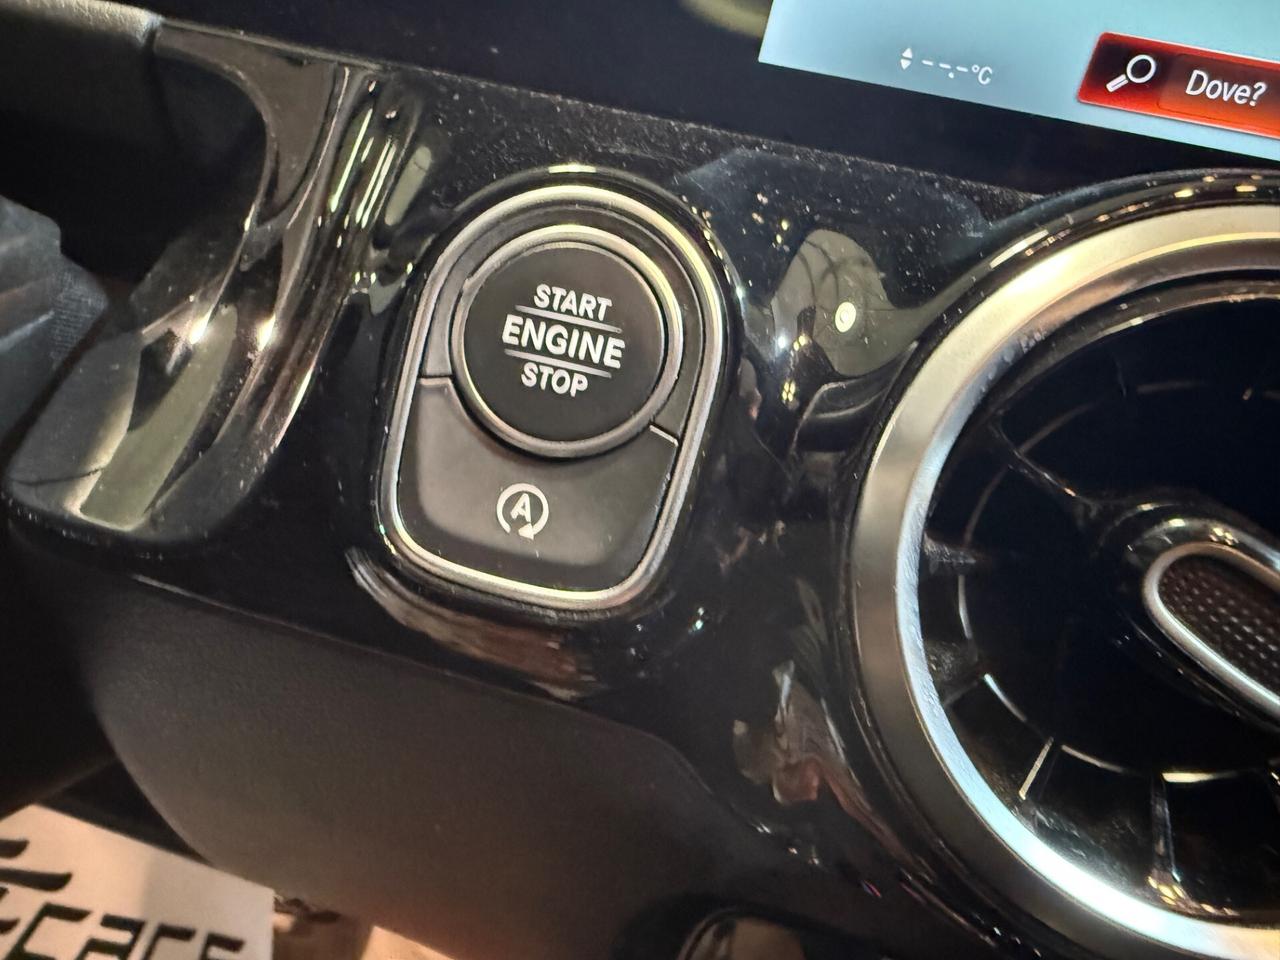 --.-°C
Dove?
START
ENGINE
STOP
A